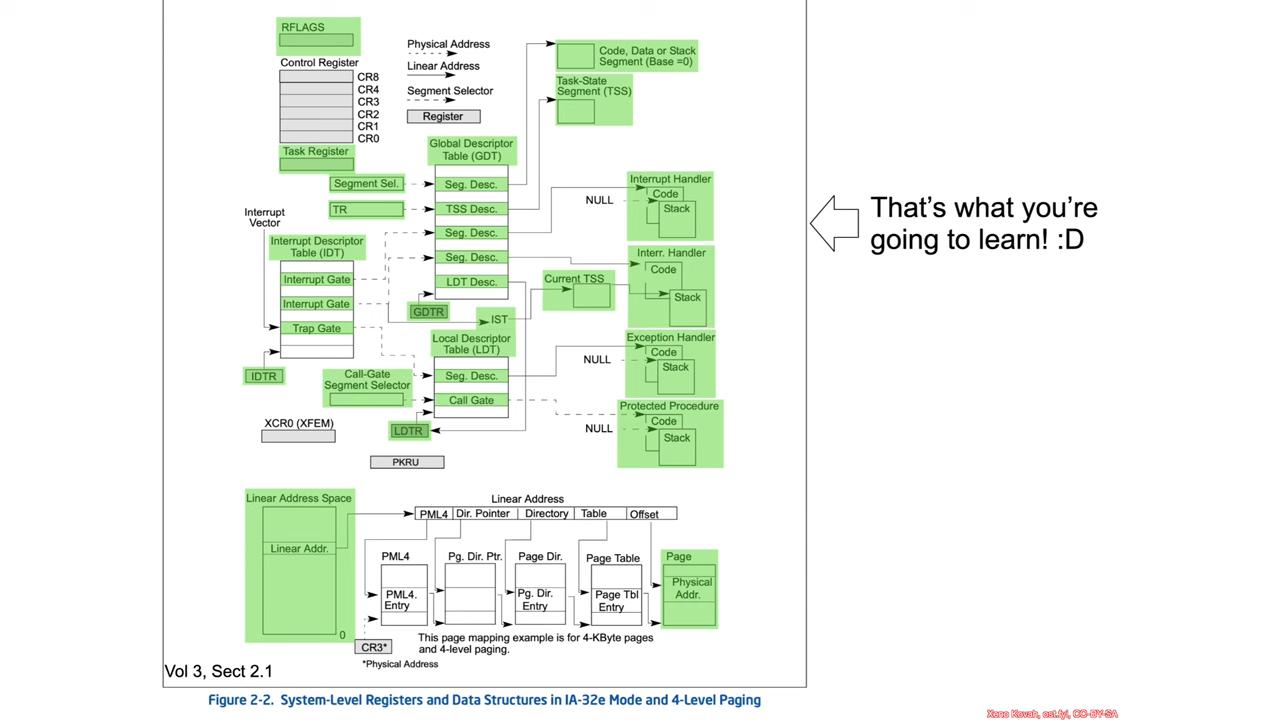 RFLAGS
Control Register
CR8
CR4
CR3
CR2
CR1
CR0
Task Register
Physical Address
Linear Address
Segment Selector
Register
Code, Data or Stack
Segment (Base =0)
Task-State
Segment (TSS)
Global Descriptor
Table (GDT)
Segment Sel.
Seg. Desc.
TR
TSS Desc.
Seg. Desc.
Seg. Desc.
LDT Desc.
GDTR
Interrupt
Vector
Interrupt Descriptor
Table (IDT)
Interrupt Gate
Interrupt Gate
Trap Gate
IDTR
Interrupt Handler
Code
NULL
Stack
Interr. Handler
Code
Current TSS
Stack
IST
Local Descriptor
Table (LDT)
Call-Gate
Segment Selector
Seg. Desc.
Call Gate
LDTR
Exception Handler
Code
NULL
Stack
Protected Procedure
Code
NULL
Stack
XCR0 (XFEM)
PKRU
That's what you're
going to learn! :D
Linear Address Space
Linear Addr.
0
Linear Address
PML4 Dir. Pointer Directory Table Offset
PML4
Pg. Dir. Ptr.
Page Dir.
Page Table
Page
PML4.
Entry
Pg. Dir.
Entry
Page Tbl
Entry
Physical
Addr.
CR3*
This page mapping example is for 4-KByte pages
and 4-level paging.
*Physical Address
Vol 3, Sect 2.1
Figure 2-2. System-Level Registers and Data Structures in IA-32e Mode and 4-Level Paging
Xeno Kovah, ost.fyi, CC-BY-SA